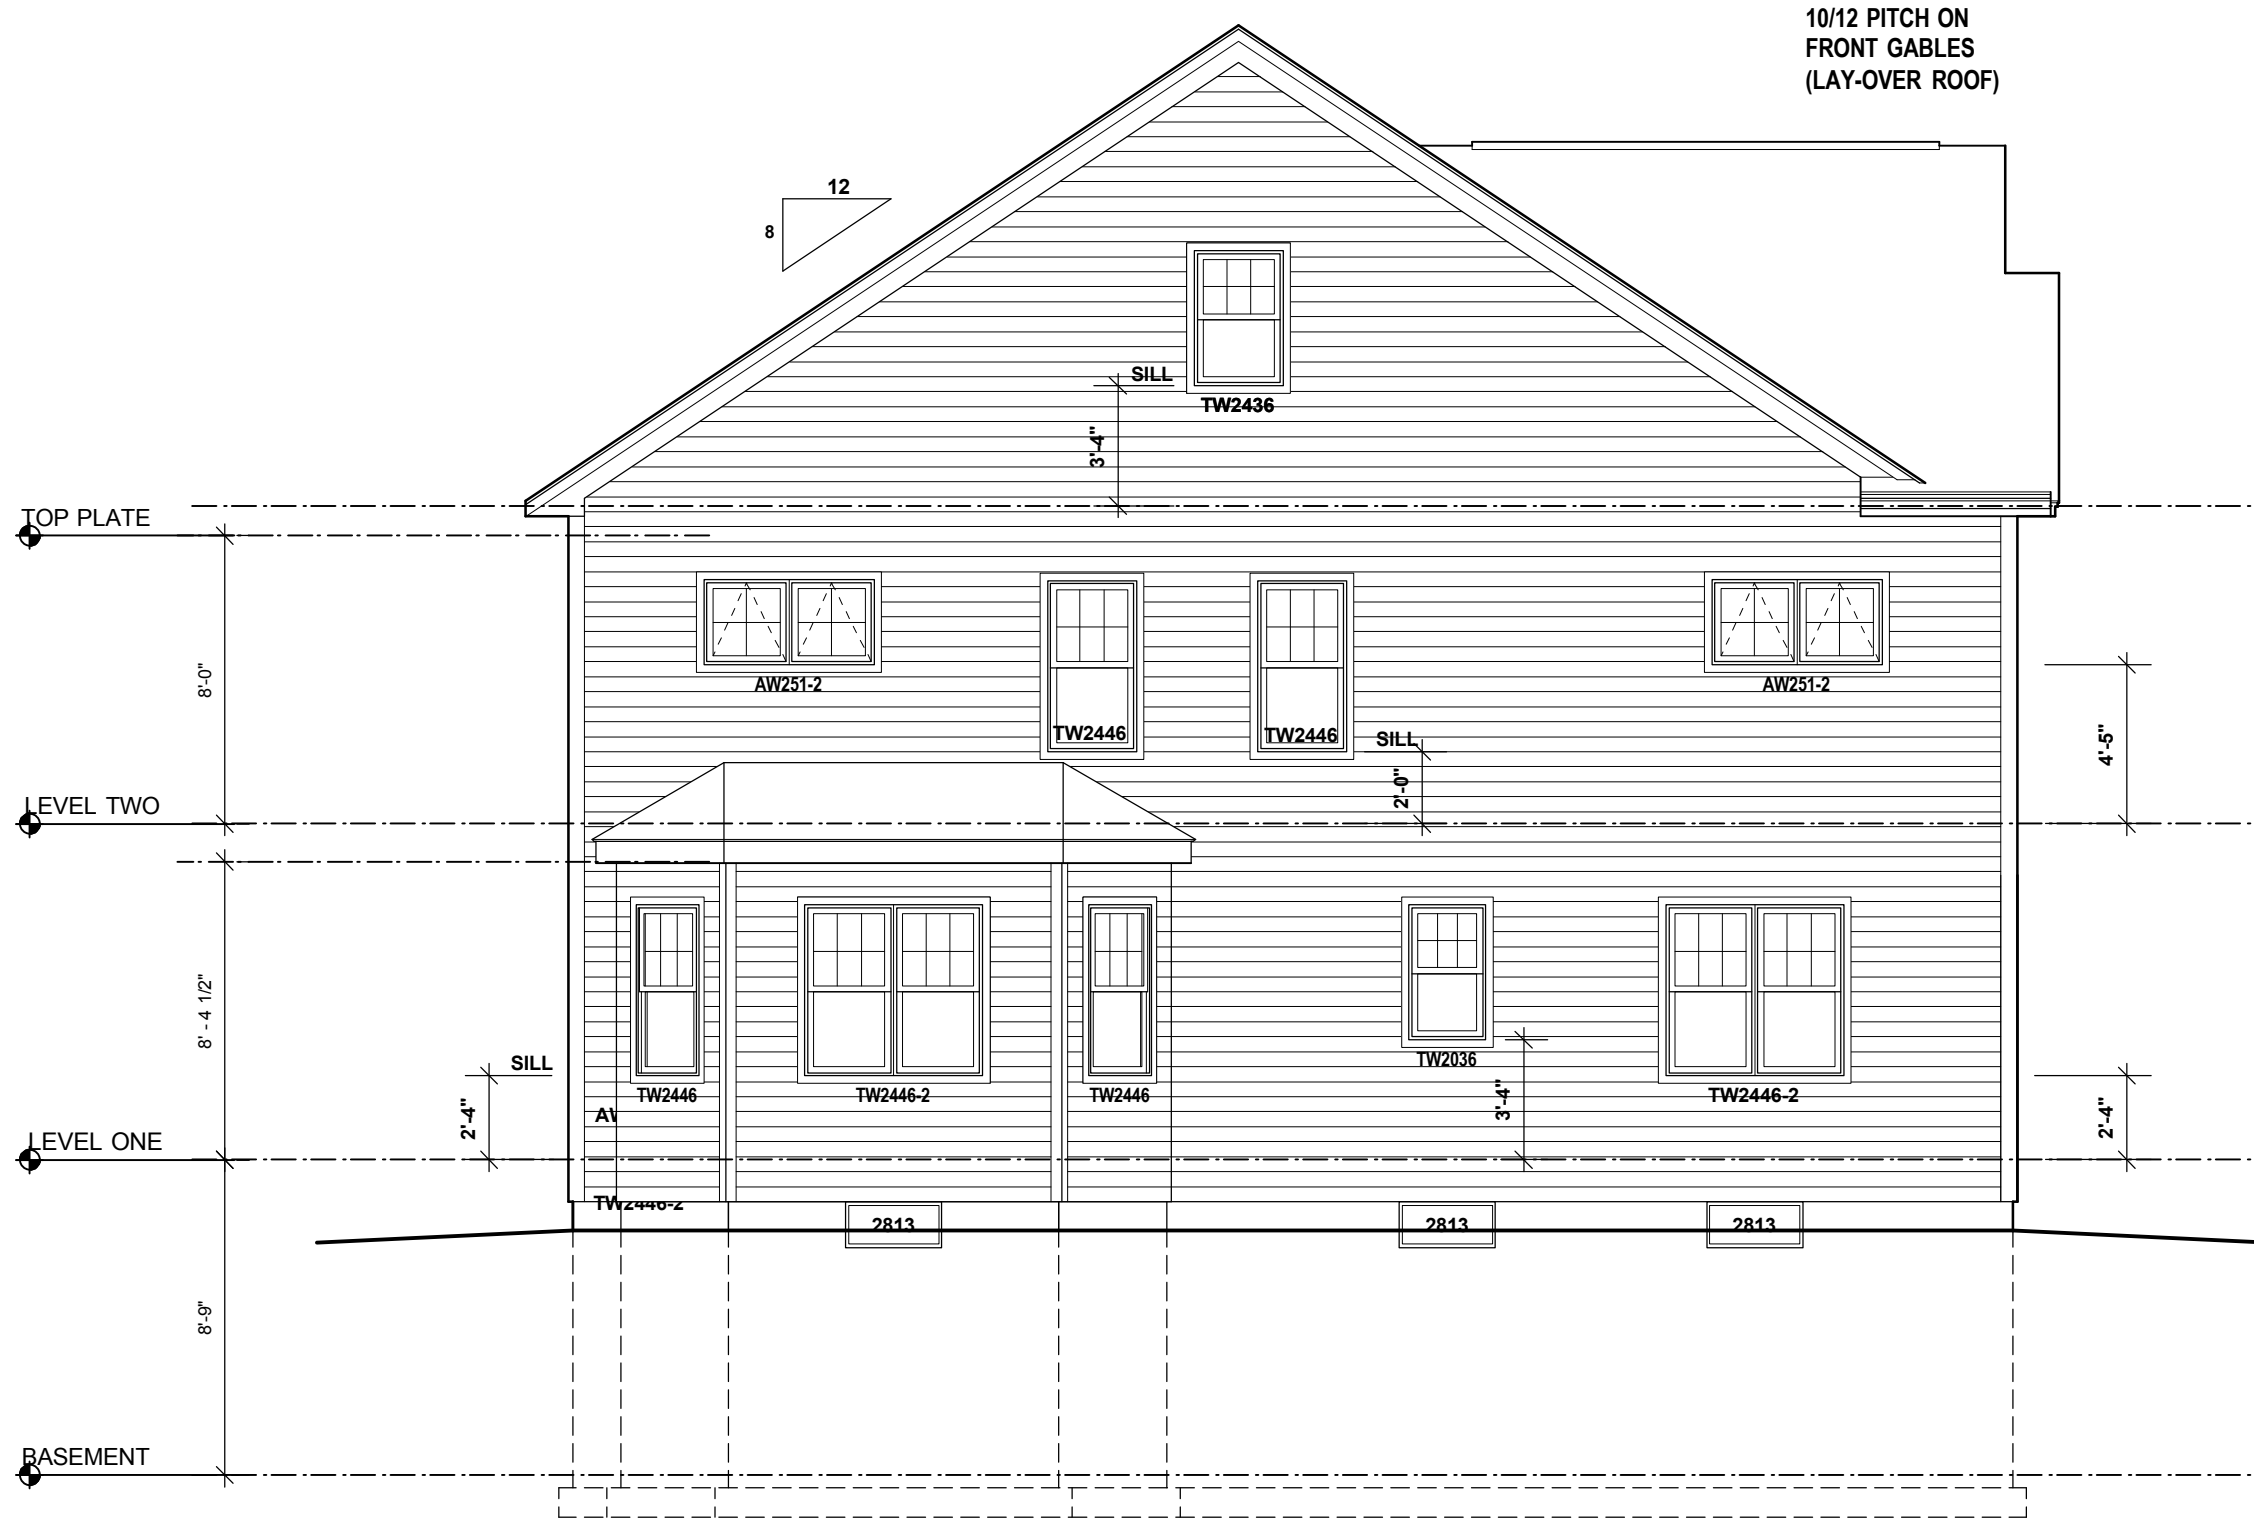 10/12 PITCH ON
FRONT GABLES
(LAY-OVER ROOF)
12
8
SILL
TW2436
3'-4"
TOP PLATE
8'-0"
AW251-2
AW251-2
TW2446
TW2446
SILL
2'-0"
4'-5"
LEVEL TWO
8' - 4 1/2"
SILL
2'-4"
TW2446
TW2446-2
TW2446
TW2036
TW2446-2
3'-4"
2'-4"
LEVEL ONE
TW2446-2
2813
2813
2813
8'-9"
BASEMENT